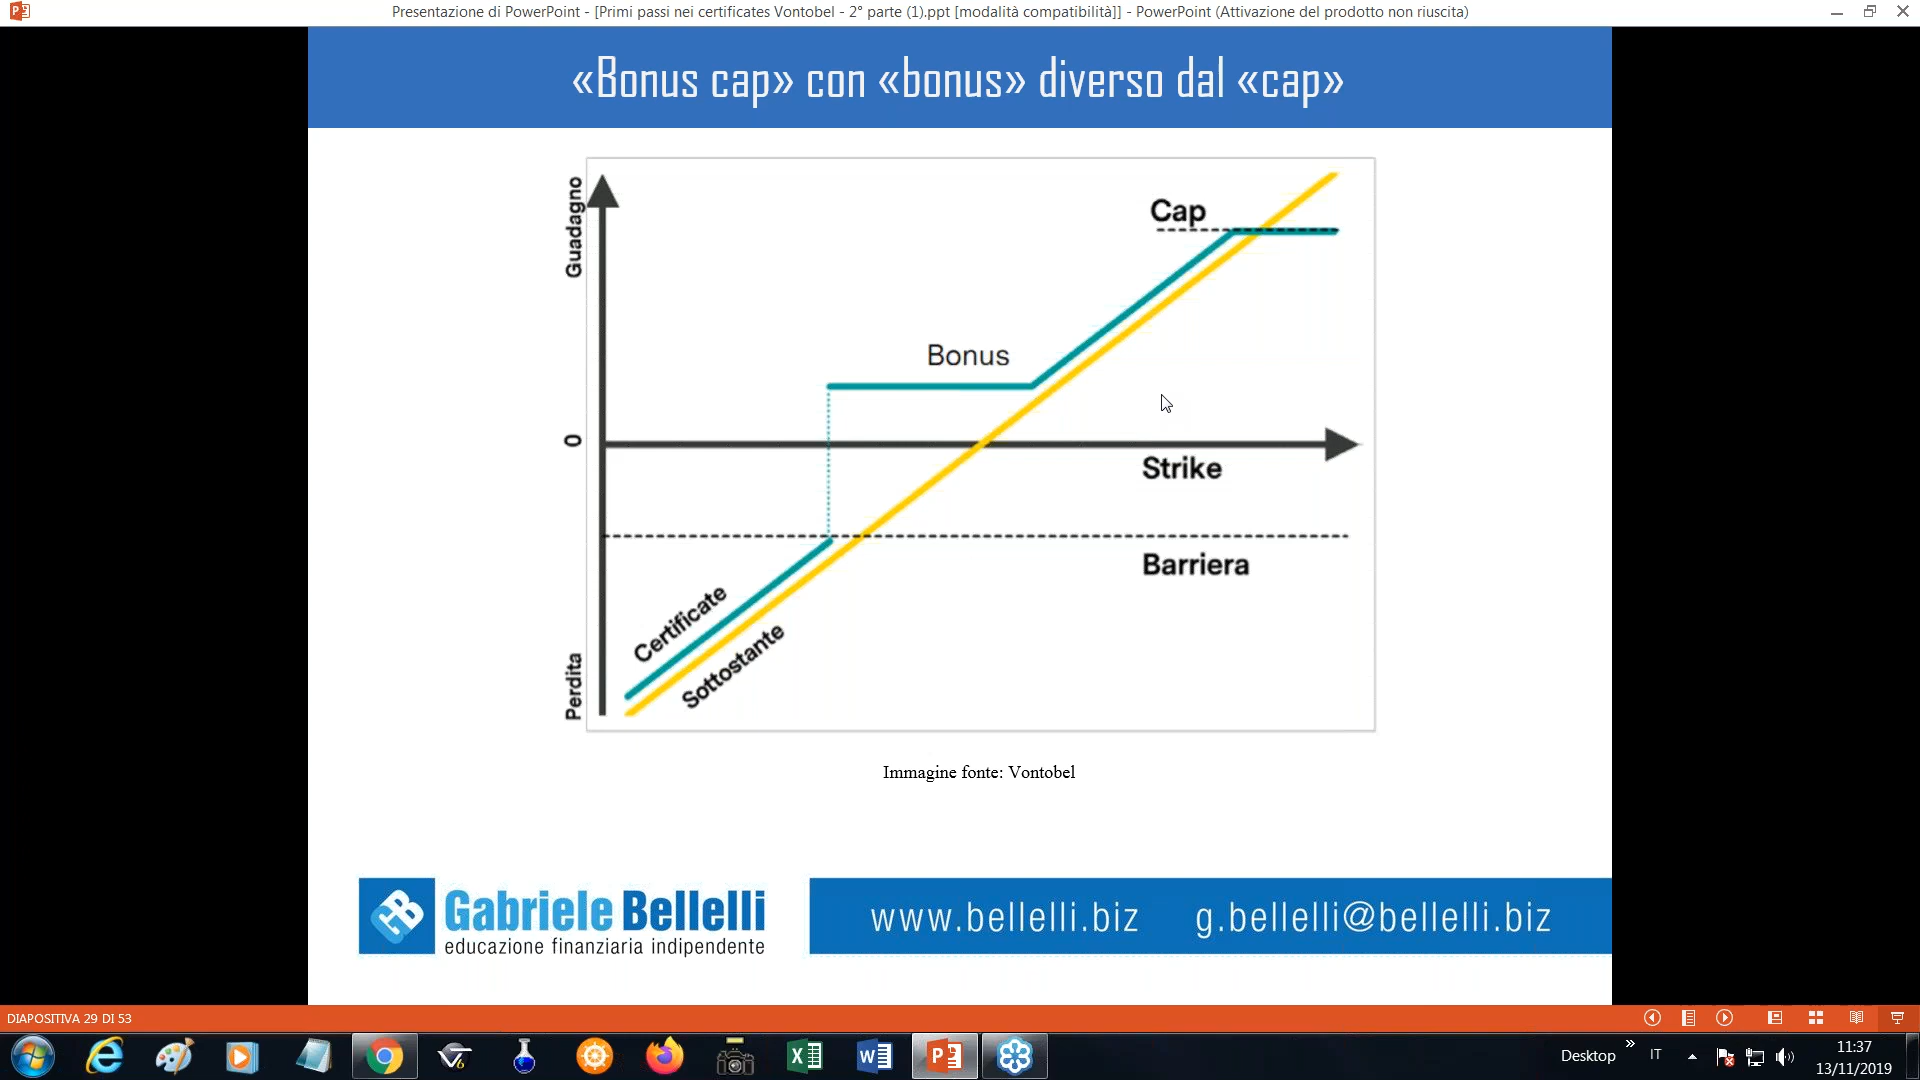 Presentazione di PowerPoint - [Primi passi nei certificates Vontobel - 2° parte (1).ppt [modalità compatibilità]] - PowerPoint (Attivazione del prodotto non riuscita)
«Bonus cap» con «bonus» diverso dal «cap»
Guadagno
Cap
Bonus
0
Strike
Barriera
Certificate
Sottostante
Perdita
Immagine fonte: Vontobel
Gabriele Bellelli
educazione finanziaria indipendente
www.bellelli.biz g.bellelli@bellelli.biz
DIAPOSITIVA 29 DI 53
Desktop » IT
11:37
13/11/2019